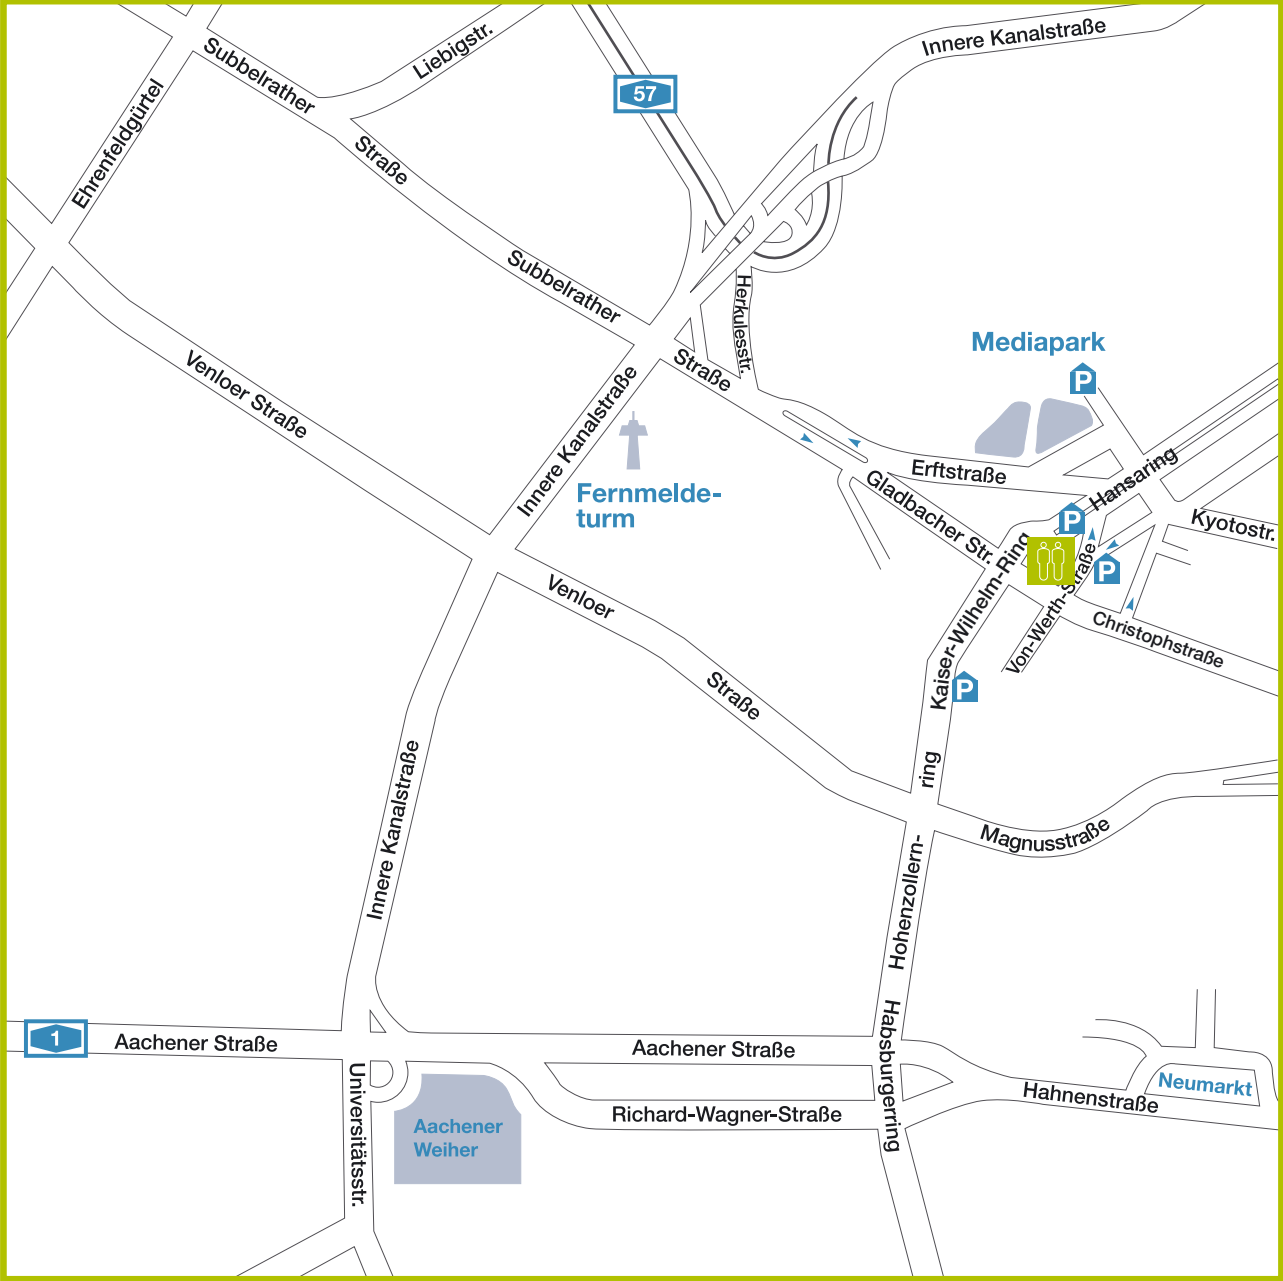 Innere Kanalstraße
Subbelrather
Liebigstr.
57
Ehrenfeldgürtel
Straße
Subbelrather
Herkulesstr.
Mediapark
P
Straße
Venloer Straße
Innere Kanalstraße
Erftstraße
Hansaring
Fernmelde-
turm
Gladbacher Str.
P
Kyotostr.
P
Kaiser-Wilhelm-Ring
Von-Werth-Straße
Christophstraße
Venloer
Straße
P
Innere Kanalstraße
Hohenzollern-
ring
Magnusstraße
1
Aachener Straße
Aachener Straße
Habsburgerring
Universitätsstr.
Neumarkt
Hahnenstraße
Richard-Wagner-Straße
Aachener
Weiher